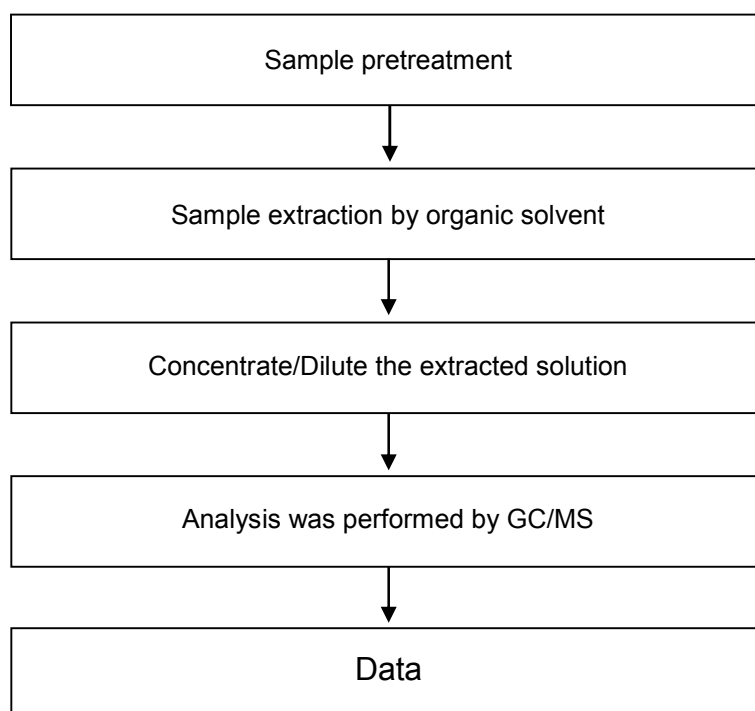 Sample pretreatment
Sample extraction by organic solvent
Concentrate/Dilute the extracted solution
Analysis was performed by GC/MS
Data